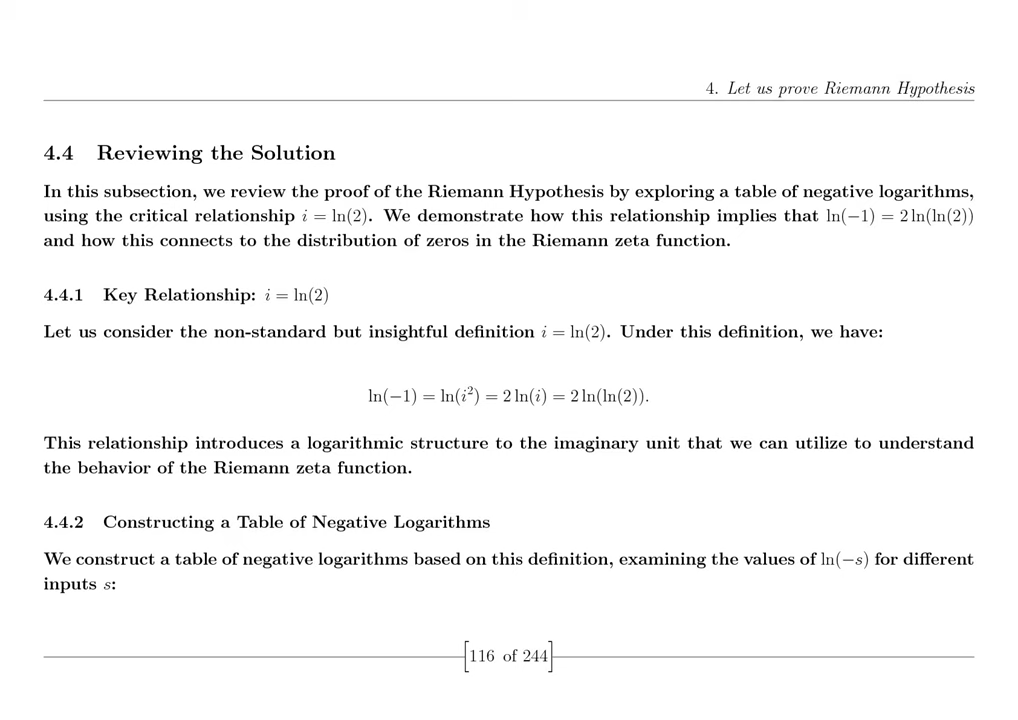 4. Let us prove Riemann Hypothesis
4.4 Reviewing the Solution
In this subsection, we review the proof of the Riemann Hypothesis by exploring a table of negative logarithms,
using the critical relationship i = ln(2). We demonstrate how this relationship implies that ln(−1) = 2 ln(ln(2))
and how this connects to the distribution of zeros in the Riemann zeta function.
4.4.1 Key Relationship: i = ln(2)
Let us consider the non-standard but insightful definition i = ln(2). Under this definition, we have:
ln(−1) = ln(i²) = 2 ln(i) = 2 ln(ln(2)).
This relationship introduces a logarithmic structure to the imaginary unit that we can utilize to understand
the behavior of the Riemann zeta function.
4.4.2 Constructing a Table of Negative Logarithms
We construct a table of negative logarithms based on this definition, examining the values of ln(−s) for different
inputs s:
[116 of 244]